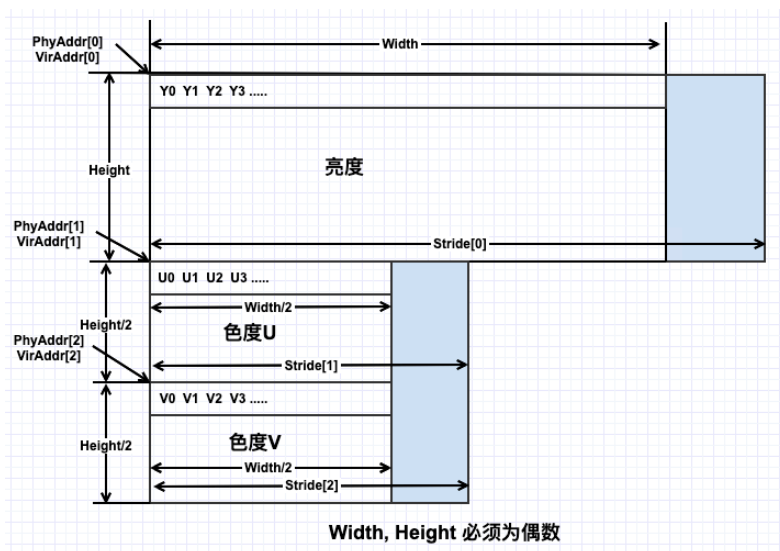 PhyAddr[0]
VirAddr[0]
Width
Y0 Y1 Y2 Y3 .....
Height
亮度
PhyAddr[1]
VirAddr[1]
Stride[0]
U0 U1 U2 U3 .....
Width/2
Height/2
色度U
PhyAddr[2]
VirAddr[2]
Stride[1]
V0 V1 V2 V3 .....
Height/2
色度V
Width/2
Stride[2]
Width, Height 必须为偶数